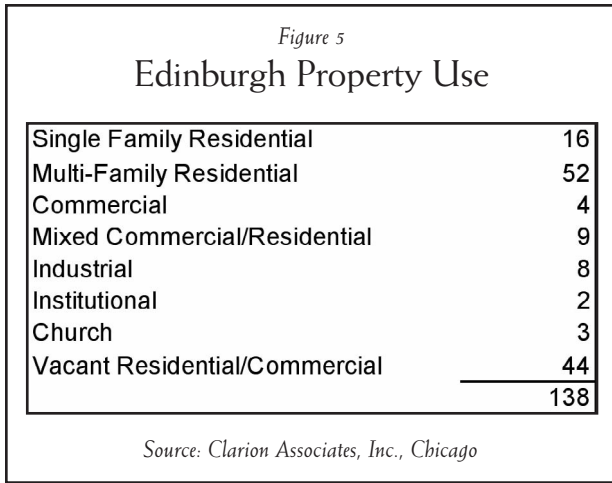 Figure 5
Edinburgh Property Use
Single Family Residential 16
Multi-Family Residential 52
Commercial 4
Mixed Commercial/Residential 9
Industrial 8
Institutional 2
Church 3
Vacant Residential/Commercial 44
138
Source: Clarion Associates, Inc., Chicago